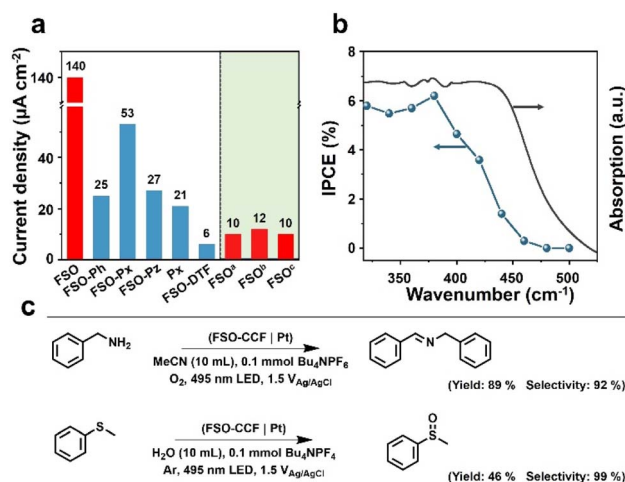 a
Current density (μA cm⁻²)
140
40
20
0
140
25
53
27
21
6
10
12
10
FSO
FSO-Ph
FSO-Px
FSO-Pz
Px
FSO-DTF
FSOᵃ
FSOᵇ
FSOᶜ
b
IPCE (%)
8
6
4
2
0
350
400
450
500
Wavenumber (cm⁻¹)
Absorption (a.u.)
c
NH₂
(FSO-CCF | Pt)
MeCN (10 mL), 0.1 mmol Bu₄NPF₆
O₂, 495 nm LED, 1.5 V_Ag/AgCl
N
(Yield: 89 % Selectivity: 92 %)
S
(FSO-CCF | Pt)
H₂O (10 mL), 0.1 mmol Bu₄NPF₄
Ar, 495 nm LED, 1.5 V_Ag/AgCl
O
S
(Yield: 46 % Selectivity: 99 %)